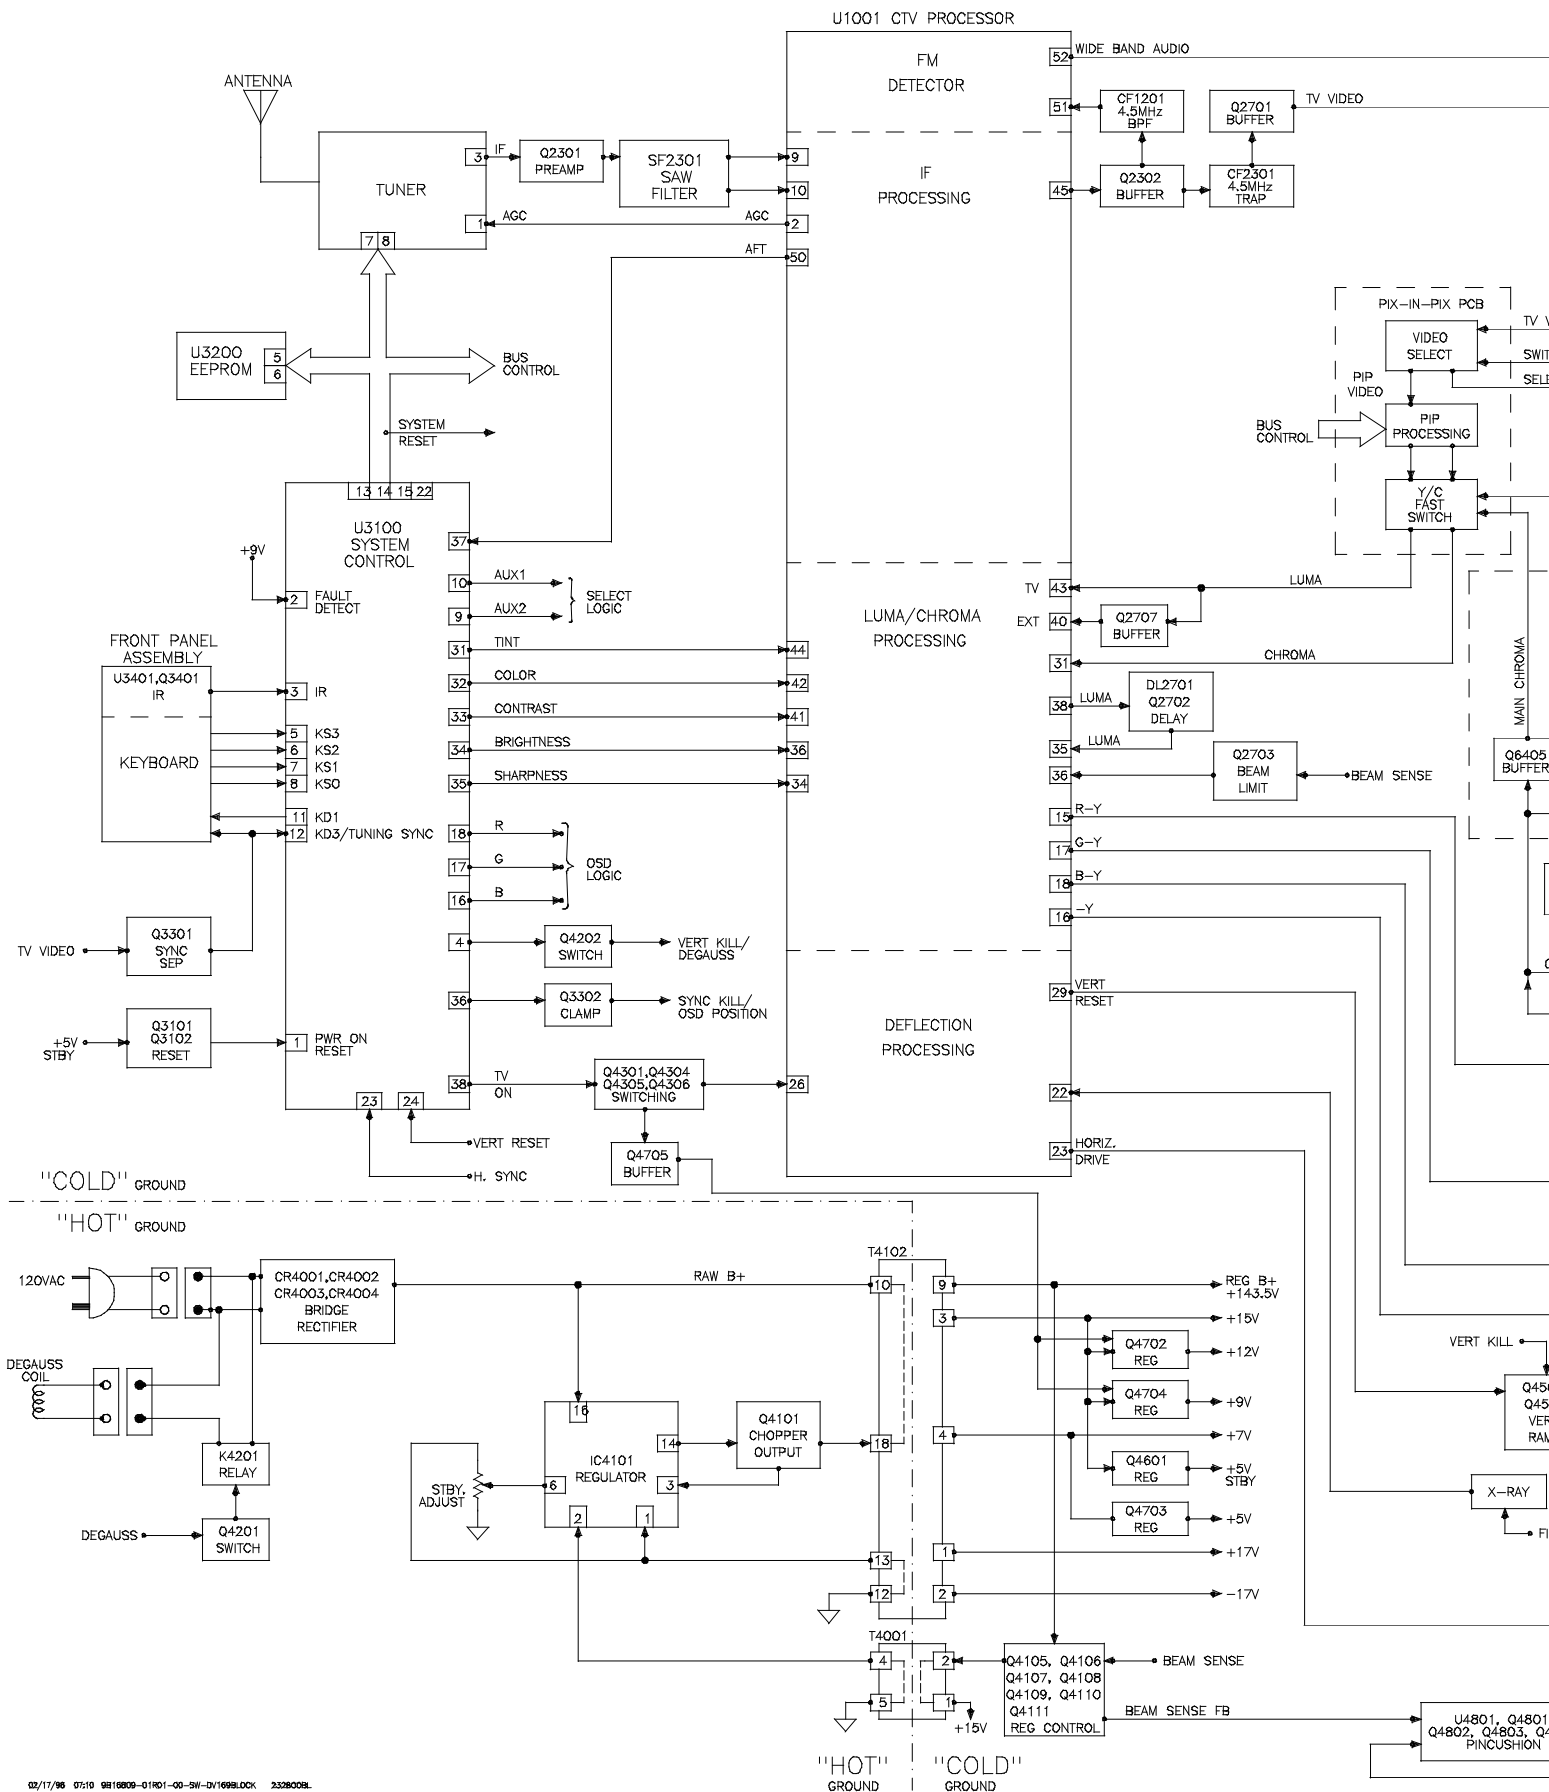 U1001 CTV PROCESSOR
52 WIDE BAND AUDIO
FM
DETECTOR
51
CF1201
4.5MHz
BPF
Q2701
BUFFER
TV VIDEO
ANTENNA
3 IF
Q2301
PREAMP
SF2301
SAW
FILTER
9
10
TUNER
IF
PROCESSING
45
Q2302
BUFFER
CF2301
4.5MHz
TRAP
1 AGC
AGC 2
7 8
AFT 50
PIX-IN-PIX PCB
VIDEO
SELECT
TV V
SWIT
SELE
U3200
EEPROM
5
6
BUS
CONTROL
PIP
VIDEO
PIP
PROCESSING
BUS
CONTROL
SYSTEM
RESET
Y/C
FAST
SWITCH
13 14 15 22
U3100
SYSTEM
CONTROL
37
+9V
2 FAULT
DETECT
10 AUX1
9 AUX2
SELECT
LOGIC
LUMA/CHROMA
PROCESSING
TV 43
LUMA
EXT 40
Q2707
BUFFER
31
CHROMA
MAIN CHROMA
FRONT PANEL
ASSEMBLY
U3401,Q3401
IR
3 IR
KEYBOARD
5 KS3
6 KS2
7 KS1
8 KS0
11 KD1
12 KD3/TUNING SYNC
31 TINT 44
32 COLOR 42
33 CONTRAST 41
34 BRIGHTNESS 36
35 SHARPNESS 34
38 LUMA
DL2701
Q2702
DELAY
35 LUMA
36
Q2703
BEAM
LIMIT
BEAM SENSE
Q6405
BUFFER
15 R-Y
17 G-Y
18 B-Y
16 -Y
18 R
17 G
16 B
OSD
LOGIC
TV VIDEO
Q3301
SYNC
SEP
4
Q4202
SWITCH
VERT KILL/
DEGAUSS
36
Q3302
CLAMP
SYNC KILL/
OSD POSITION
29 VERT
RESET
DEFLECTION
PROCESSING
+5V
STBY
Q3101
Q3102
RESET
1 PWR ON
RESET
38 TV
ON
Q4301,Q4304
Q4305,Q4306
SWITCHING
26
22
23 24
VERT RESET
H. SYNC
Q4705
BUFFER
23 HORIZ.
DRIVE
"COLD" GROUND
"HOT" GROUND
120VAC
CR4001,CR4002
CR4003,CR4004
BRIDGE
RECTIFIER
RAW B+
T4102
10
9
REG B+
+143.5V
3
+15V
Q4702
REG
+12V
Q4704
REG
+9V
4
+7V
Q4601
REG
+5V
STBY
Q4703
REG
+5V
1
+17V
2
-17V
VERT KILL
Q45
VER
RAM
X-RAY
DEGAUSS
COIL
K4201
RELAY
DEGAUSS
Q4201
SWITCH
16
IC4101
REGULATOR
14
3
6
2
1
Q4101
CHOPPER
OUTPUT
18
STBY.
ADJUST
13
12
T4001
4
5
2
1
+15V
Q4105, Q4106
Q4107, Q4108
Q4109, Q4110
Q4111
REG CONTROL
BEAM SENSE
BEAM SENSE FB
U4801, Q4801
Q4802, Q4803, Q4
PINCUSHION
"HOT"
GROUND
"COLD"
GROUND